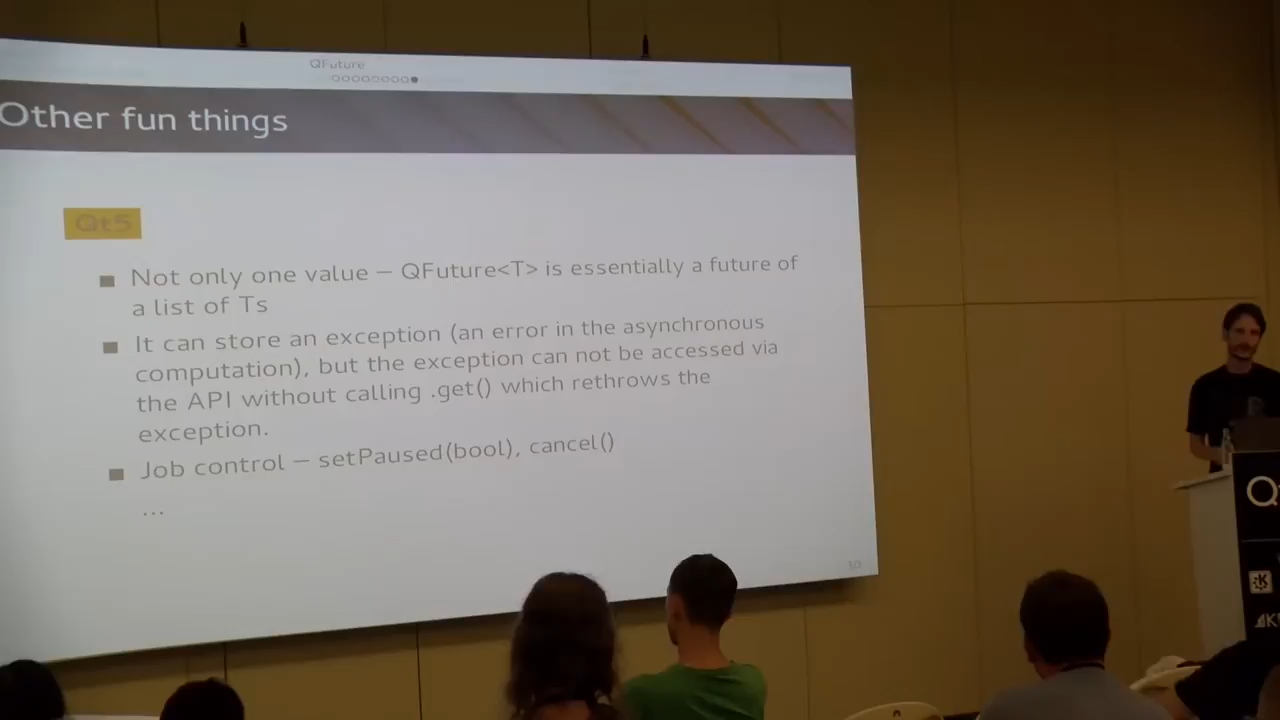 QFuture
Other fun things
Qt5
Not only one value — QFuture<T> is essentially a future of
a list of Ts
It can store an exception (an error in the asynchronous
computation), but the exception can not be accessed via
the API without calling .get() which rethrows the
exception.
Job control — setPaused(bool), cancel()
...
30